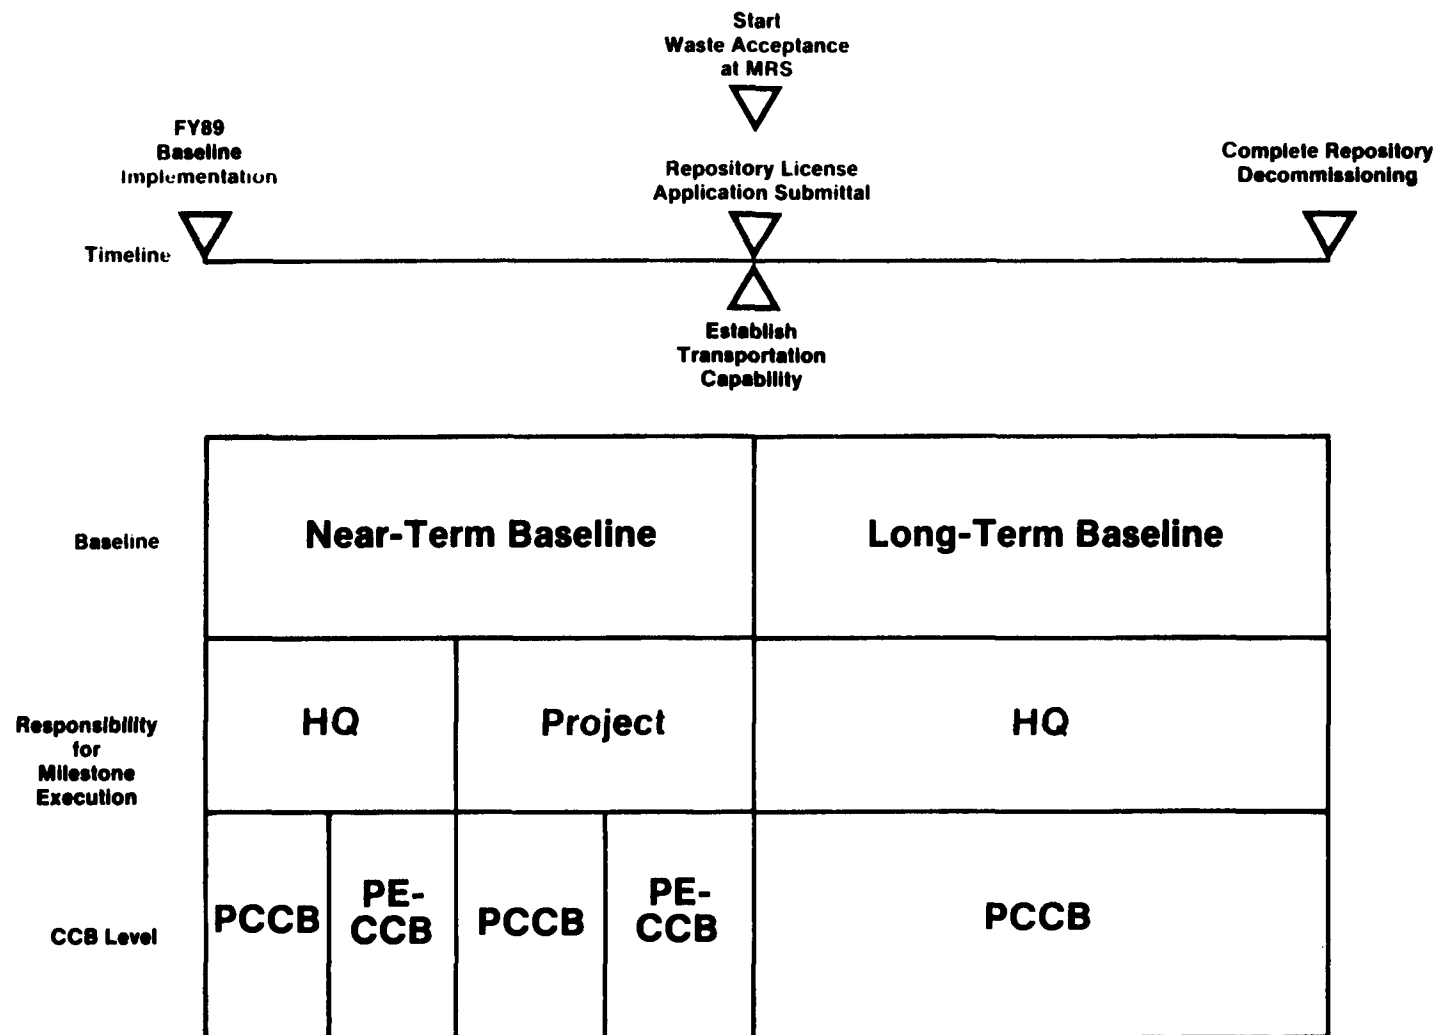 Start
Waste Acceptance
at MRS
FY89
Baseline
Implementation
Repository License
Application Submittal
Complete Repository
Decommissioning
Timeline
Establish
Transportation
Capability
Baseline
Near-Term Baseline
Long-Term Baseline
Responsibility
for
Milestone
Execution
HQ
Project
HQ
CCB Level
PCCB
PE-
CCB
PCCB
PE-
CCB
PCCB